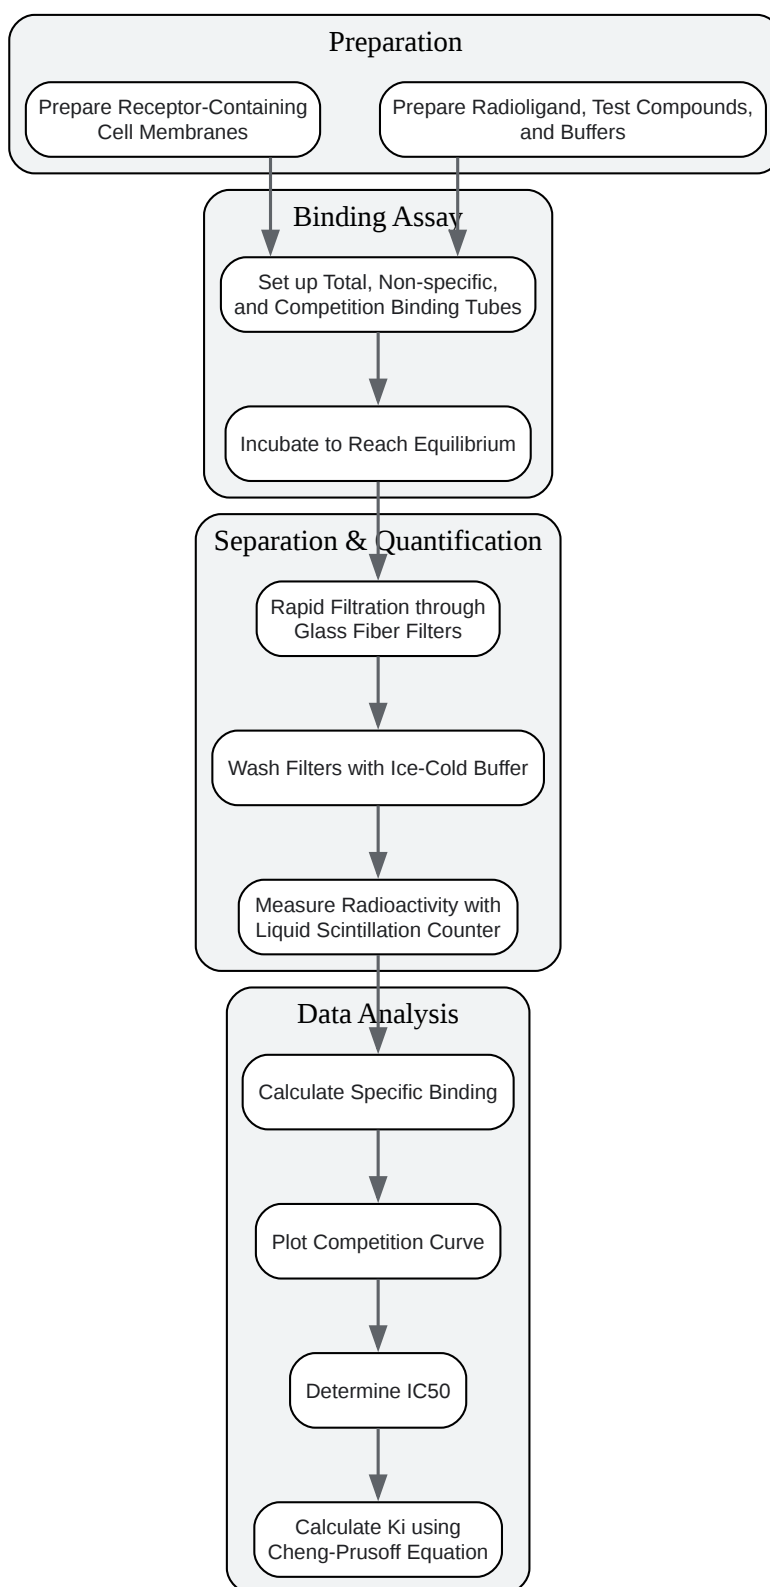 Preparation
Prepare Receptor-Containing
Cell Membranes
Prepare Radioligand, Test Compounds,
and Buffers
Binding Assay
Set up Total, Non-specific,
and Competition Binding Tubes
Incubate to Reach Equilibrium
Separation & Quantification
Rapid Filtration through
Glass Fiber Filters
Wash Filters with Ice-Cold Buffer
Measure Radioactivity with
Liquid Scintillation Counter
Data Analysis
Calculate Specific Binding
Plot Competition Curve
Determine IC50
Calculate Ki using
Cheng-Prusoff Equation